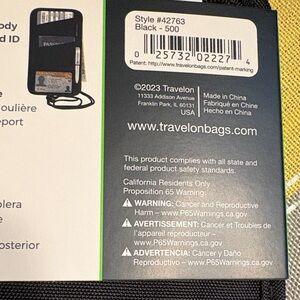 ody
d ID
e
oulière
eport
olera
e
osterior
Style #42763
Black - 500
0 25732 02227 4
Patent: http://www.travelonbags.com/patent-marking
©2023 Travelon
11333 Addison Avenue
Franklin Park, IL 60131
USA
Made in China
Fabriqué en Chine
Hecho en China
www.travelonbags.com
This product complies with all state and
federal product safety standards.
California Residents Only
Proposition 65 Warning:
⚠ WARNING: Cancer and Reproductive
Harm – www.P65Warnings.ca.gov
⚠ AVERTISSEMENT: Cancer et Troubles de
l'appareil reproducteur –
www.P65Warnings.ca.gov
⚠ ADVERTENCIA: Cáncer y Daño
Reproductivo – www.P65Warnings.ca.gov